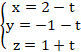 x = 2 - t
y = -1 - t
z = 1 + t